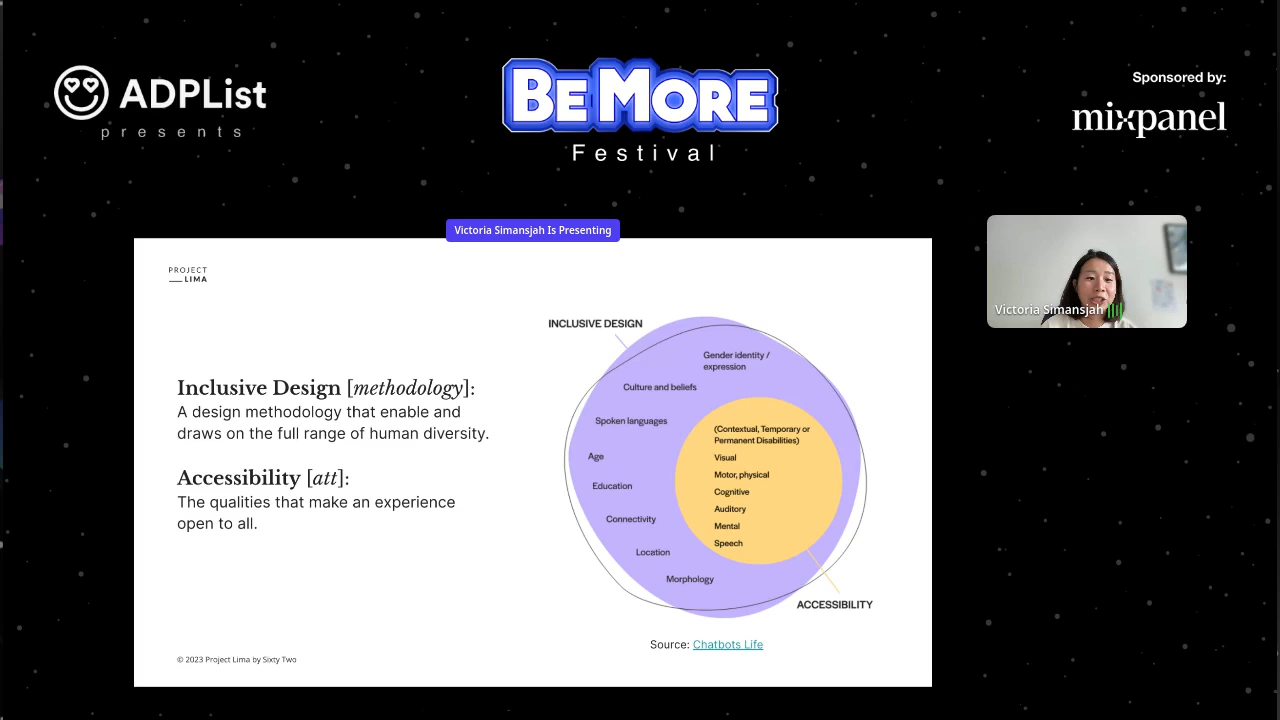 ADPList
presents
BE MORE
Festival
Sponsored by:
mixpanel
Victoria Simansjah Is Presenting
Victoria Simansjah
PROJECT
LIMA
Inclusive Design [methodology]:
A design methodology that enable and
draws on the full range of human diversity.
Accessibility [att]:
The qualities that make an experience
open to all.
INCLUSIVE DESIGN
Gender identity /
expression
Culture and beliefs
Spoken languages
Age
Education
Connectivity
Location
Morphology
(Contextual, Temporary or
Permanent Disabilities)
Visual
Motor, physical
Cognitive
Auditory
Mental
Speech
ACCESSIBILITY
Source: Chatbots Life
© 2023 Project Lima by Sixty Two